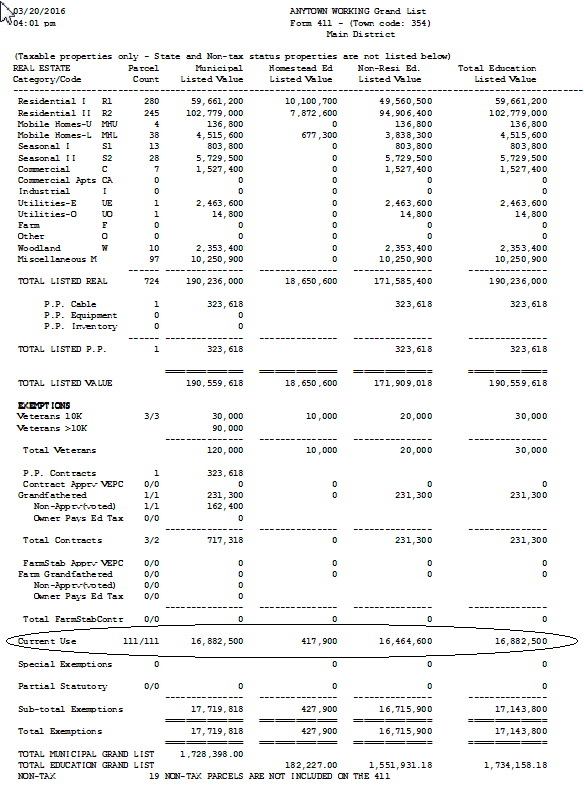 03/20/2016 ANYTOWN WORKING Grand List
04:01 pm Form 411 - (Town code: 354)
Main District
(Taxable properties only - State and Non-tax status properties are not listed below)
REAL ESTATE Parcel Municipal Homestead Ed Non-Resi Ed. Total Education
Category/Code Count Listed Value Listed Value Listed Value Listed Value
Residential I R1 280 59,661,200 10,100,700 49,560,500 59,661,200
Residential II R2 245 102,779,000 7,872,600 94,906,400 102,779,000
Mobile Homes-U MHU 4 136,800 0 136,800 136,800
Mobile Homes-L MHL 38 4,515,600 677,300 3,838,300 4,515,600
Seasonal I S1 13 803,800 0 803,800 803,800
Seasonal II S2 28 5,729,500 0 5,729,500 5,729,500
Commercial C 7 1,527,400 0 1,527,400 1,527,400
Commercial Apts CA 0 0 0 0 0
Industrial I 0 0 0 0 0
Utilities-E UE 1 2,463,600 0 2,463,600 2,463,600
Utilities-O UO 1 14,800 0 14,800 14,800
Farm F 0 0 0 0 0
Other O 0 0 0 0 0
Woodland W 10 2,353,400 0 2,353,400 2,353,400
Miscellaneous M 97 10,250,900 0 10,250,900 10,250,900
TOTAL LISTED REAL 724 190,236,000 18,650,600 171,585,400 190,236,000
P.P. Cable 1 323,618 323,618 323,618
P.P. Equipment 0 0
P.P. Inventory 0 0
TOTAL LISTED P.P. 1 323,618 323,618 323,618
TOTAL LISTED VALUE 190,559,618 18,650,600 171,909,018 190,559,618
EXEMPTIONS
Veterans 10K 3/3 30,000 10,000 20,000 30,000
Veterans >10K 90,000
Total Veterans 120,000 10,000 20,000 30,000
P.P. Contracts 1 323,618
Contract Apprv VEPC 0/0 0 0 0 0
Grandfathered 1/1 231,300 0 231,300 231,300
Non-Apprv(voted) 1/1 162,400
Owner Pays Ed Tax 0/0 0
Total Contracts 3/2 717,318 0 231,300 231,300
FarmStab Apprv VEPC 0/0 0 0 0 0
Farm Grandfathered 0/0 0 0 0 0
Non-Apprv(voted) 0/0 0
Owner Pays Ed Tax 0/0 0
Total FarmStabContr 0/0 0 0 0 0
Current Use 111/111 16,882,500 417,900 16,464,600 16,882,500
Special Exemptions 0 0 0 0
Partial Statutory 0/0 0 0 0 0
Sub-total Exemptions 17,719,818 427,900 16,715,900 17,143,800
Total Exemptions 17,719,818 427,900 16,715,900 17,143,800
TOTAL MUNICIPAL GRAND LIST 1,728,398.00
TOTAL EDUCATION GRAND LIST 182,227.00 1,551,931.18 1,734,158.18
NON-TAX 19 NON-TAX PARCELS ARE NOT INCLUDED ON THE 411